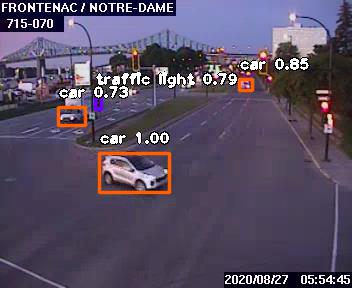 FRONTENAC / NOTRE-DAME
715-070
car 0.85
traffic light 0.79
car 0.73
car 1.00
2020/08/27 05:54:45